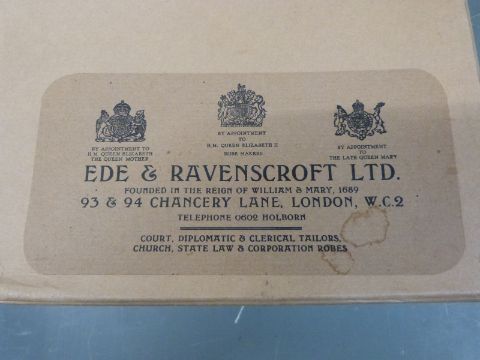 BY APPOINTMENT TO
H.M. QUEEN ELIZABETH
THE QUEEN MOTHER
BY APPOINTMENT TO
H.M. QUEEN ELIZABETH II
ROBE MAKERS
BY APPOINTMENT TO
THE LATE QUEEN MARY
EDE & RAVENSCROFT LTD.
FOUNDED IN THE REIGN OF WILLIAM & MARY, 1689
93 & 94 CHANCERY LANE, LONDON, W.C.2
TELEPHONE 0602 HOLBORN
COURT, DIPLOMATIC & CLERICAL TAILORS,
CHURCH, STATE LAW & CORPORATION ROBES